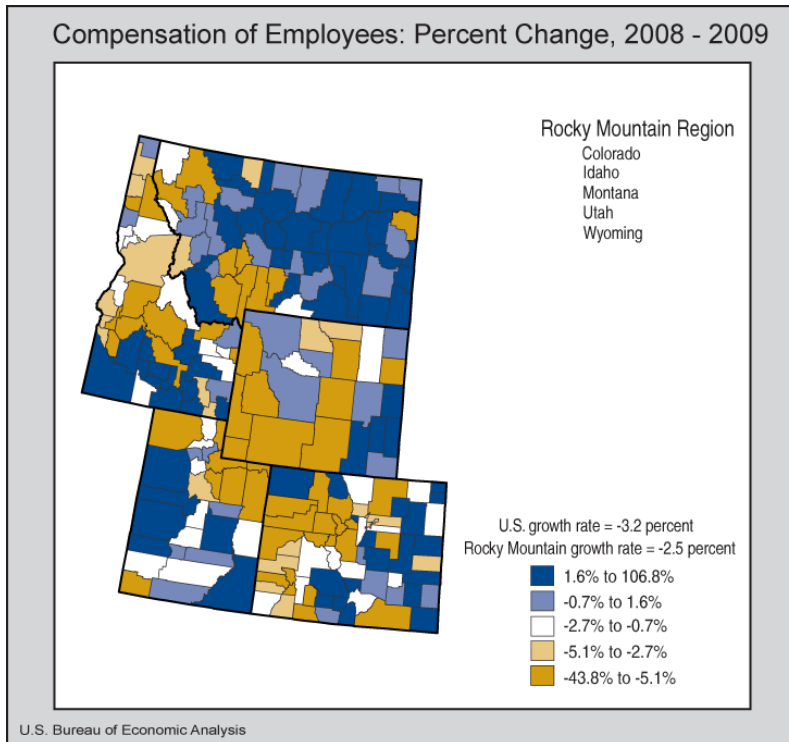 Compensation of Employees: Percent Change, 2008 - 2009
Rocky Mountain Region
Colorado
Idaho
Montana
Utah
Wyoming
U.S. growth rate = -3.2 percent
Rocky Mountain growth rate = -2.5 percent
1.6% to 106.8%
-0.7% to 1.6%
-2.7% to -0.7%
-5.1% to -2.7%
-43.8% to -5.1%
U.S. Bureau of Economic Analysis